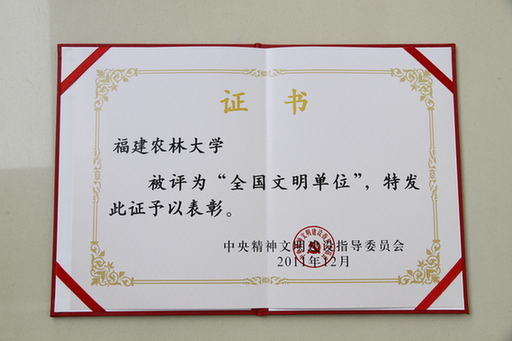 证 书
福建农林大学
被评为“全国文明单位”，特发
此证予以表彰。
中央精神文明建设指导委员会
2011年12月